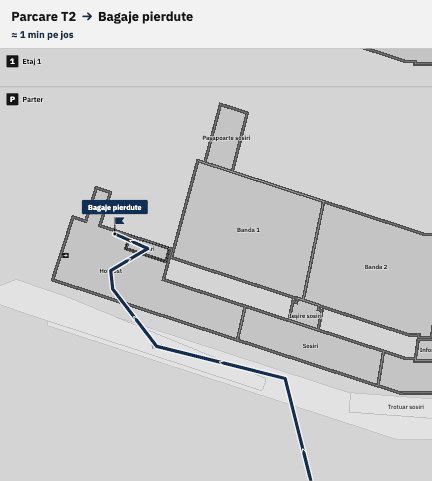 Parcare T2 → Bagaje pierdute
≈ 1 min pe jos
1 Etaj 1
P Parter
Pașapoarte sosiri
Bagaje pierdute
Banda 1
Banda 2
Ieșire sosiri
Sosiri
Trotuar sosiri